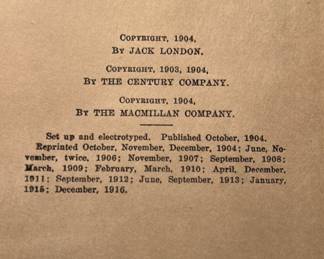 COPYRIGHT, 1904,
BY JACK LONDON.
COPYRIGHT, 1903, 1904,
BY THE CENTURY COMPANY.
COPYRIGHT, 1904,
BY THE MACMILLAN COMPANY.
Set up and electrotyped. Published October, 1904.
Reprinted October, November, December, 1904; June, No-
vember, twice, 1906; November, 1907; September, 1908;
March, 1909; February, March, 1910; April, December,
1911; September, 1912; June, September, 1913; January,
1915; December, 1916.